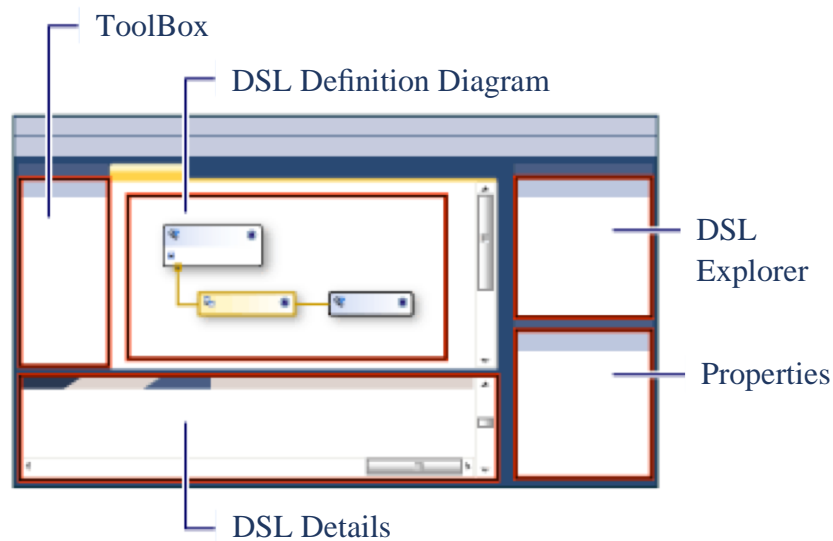 ToolBox
DSL Definition Diagram
DSL
Explorer
Properties
DSL Details